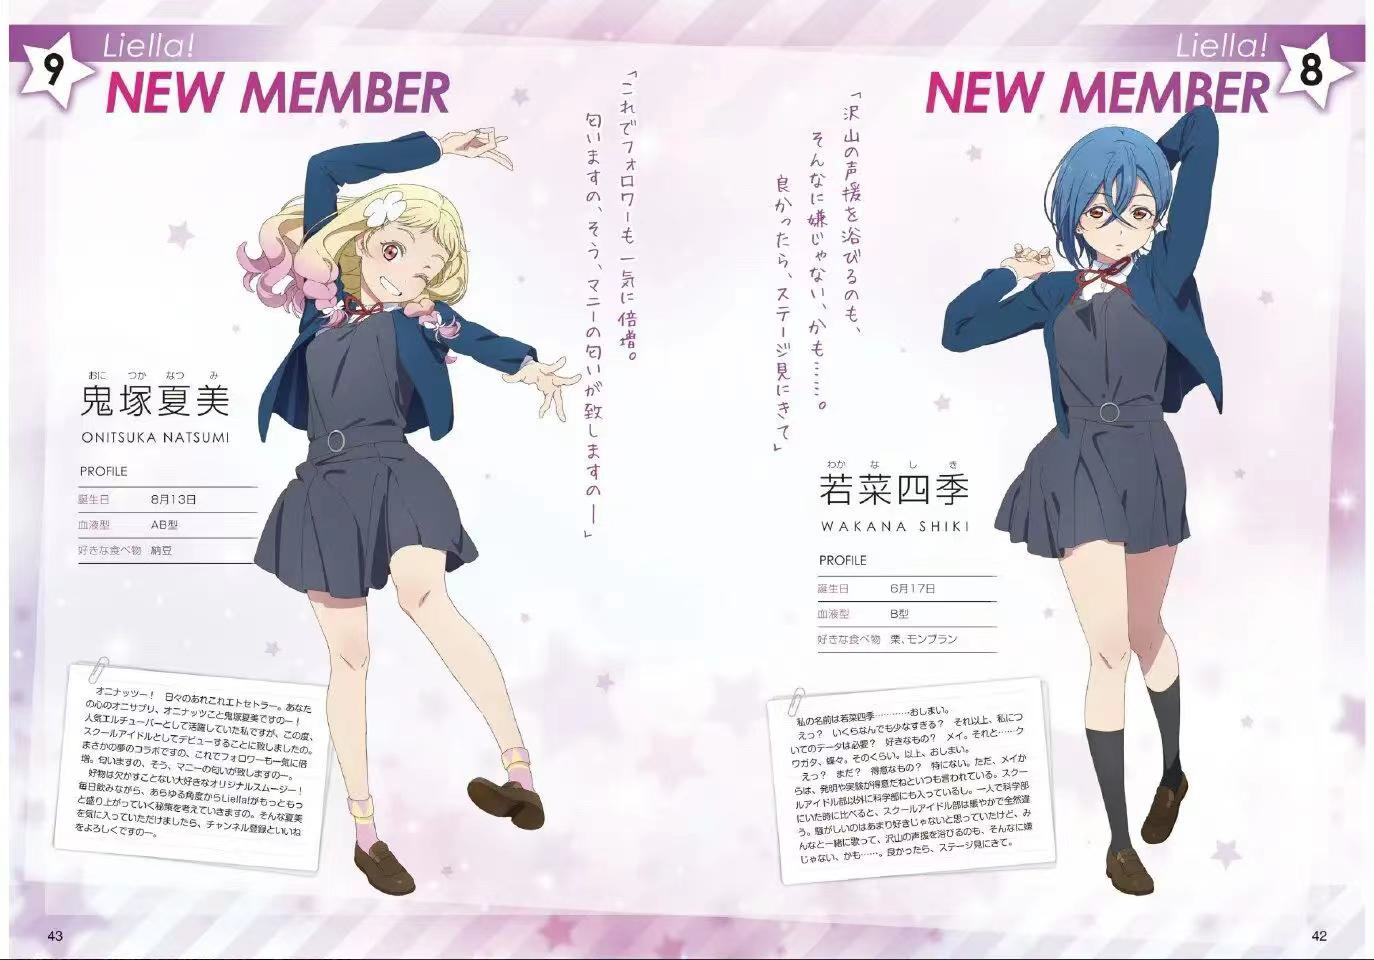 Liella!
NEW MEMBER
8
「沢山の声援を浴びるのも、
そんなに嫌じゃない、かも……。
良かったら、ステージ見にきて」
わか な し き
若菜四季
WAKANA SHIKI
PROFILE
誕生日 6月17日
血液型 B型
好きな食べ物 栗、モンブラン
私の名前は若菜四季…………おしまい。
えっ？ いくらなんでも少なすぎる？ それ以上、私につ
いてのデータは必要？ 好きなもの？ メイ。それと……ク
ワガタ、蝶々。そのくらい。以上、おしまい。
えっ？ まだ？ 得意なもの？ 特にない。ただ、メイか
らは、発明や実験が得意だねといつも言われている。スクー
ルアイドル部以外に科学部にも入っているし。一人で科学部
にいた時に比べると、スクールアイドル部は賑やかで全然違
う。騒がしいのはあまり好きじゃないと思っていたけど、み
んなと一緒に歌って、沢山の声援を浴びるのも、そんなに嫌
じゃない、かも……。良かったら、ステージ見にきて。
42
9
Liella!
NEW MEMBER
「これでフォロワーも一気に倍増。
匂いますの、そう、マニーの匂いが致しますのー」
おに つか なつ み
鬼塚夏美
ONITSUKA NATSUMI
PROFILE
誕生日 8月13日
血液型 AB型
好きな食べ物 納豆
オニナッツー！ 日々のあれこれエトセトラー。あなた
の心のオニサプリ、オニナッツこと鬼塚夏美ですのー！
人気エルチューバーとして活躍していた私ですが、この度、
スクールアイドルとしてデビューすることに致しましたの。
まさかの夢のコラボですの、これでフォロワーも一気に倍
増。匂いますの、そう、マニーの匂いが致しますのー。
好物は欠かすことない大好きなオリジナルスムージー！
毎日飲みながら、あらゆる角度からLiella!がもっともっ
と盛り上がっていく秘策を考えていきますの。そんな夏美
を気に入っていただけましたら、チャンネル登録といいね
をよろしくですのー。
43